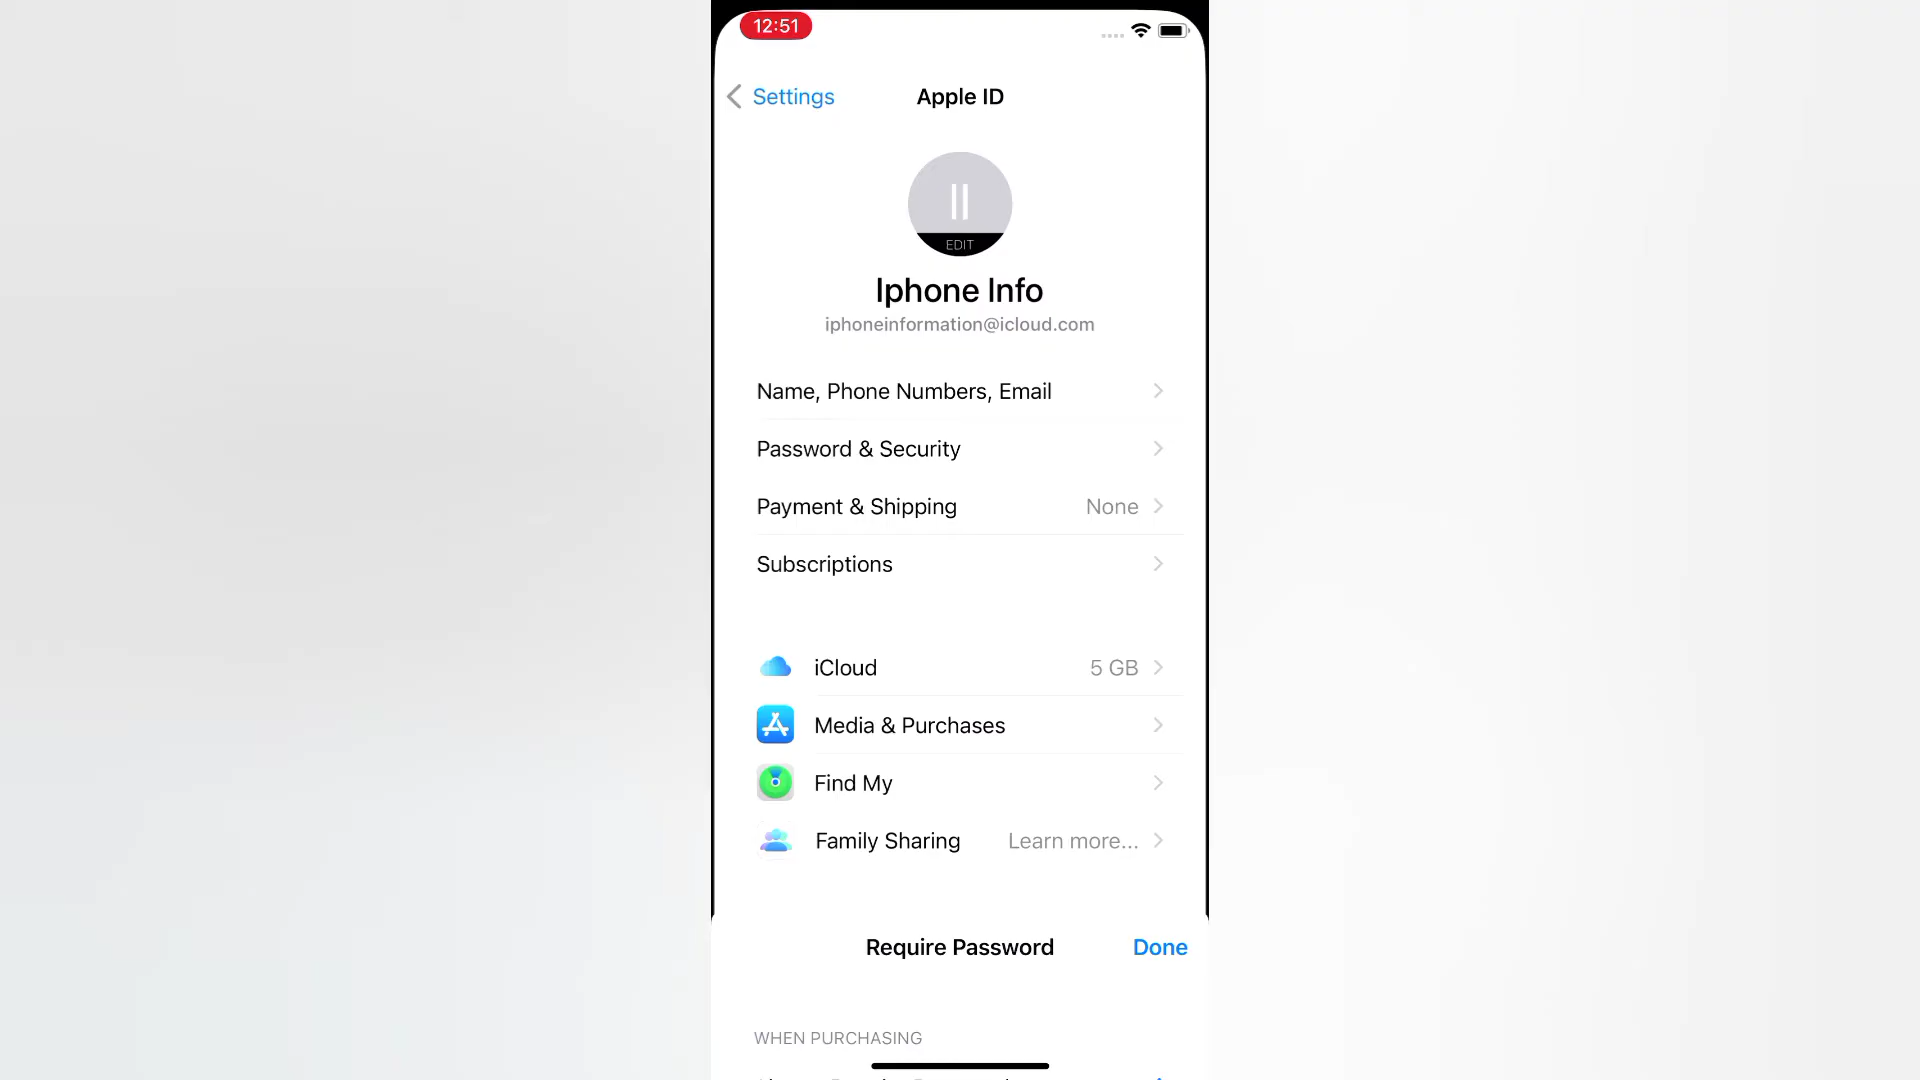 12:51
Settings
Apple ID
EDIT
Iphone Info
iphoneinformation@icloud.com
Name, Phone Numbers, Email
Password & Security
Payment & Shipping None
Subscriptions
iCloud 5 GB
Media & Purchases
Find My
Family Sharing Learn more...
Require Password Done
WHEN PURCHASING